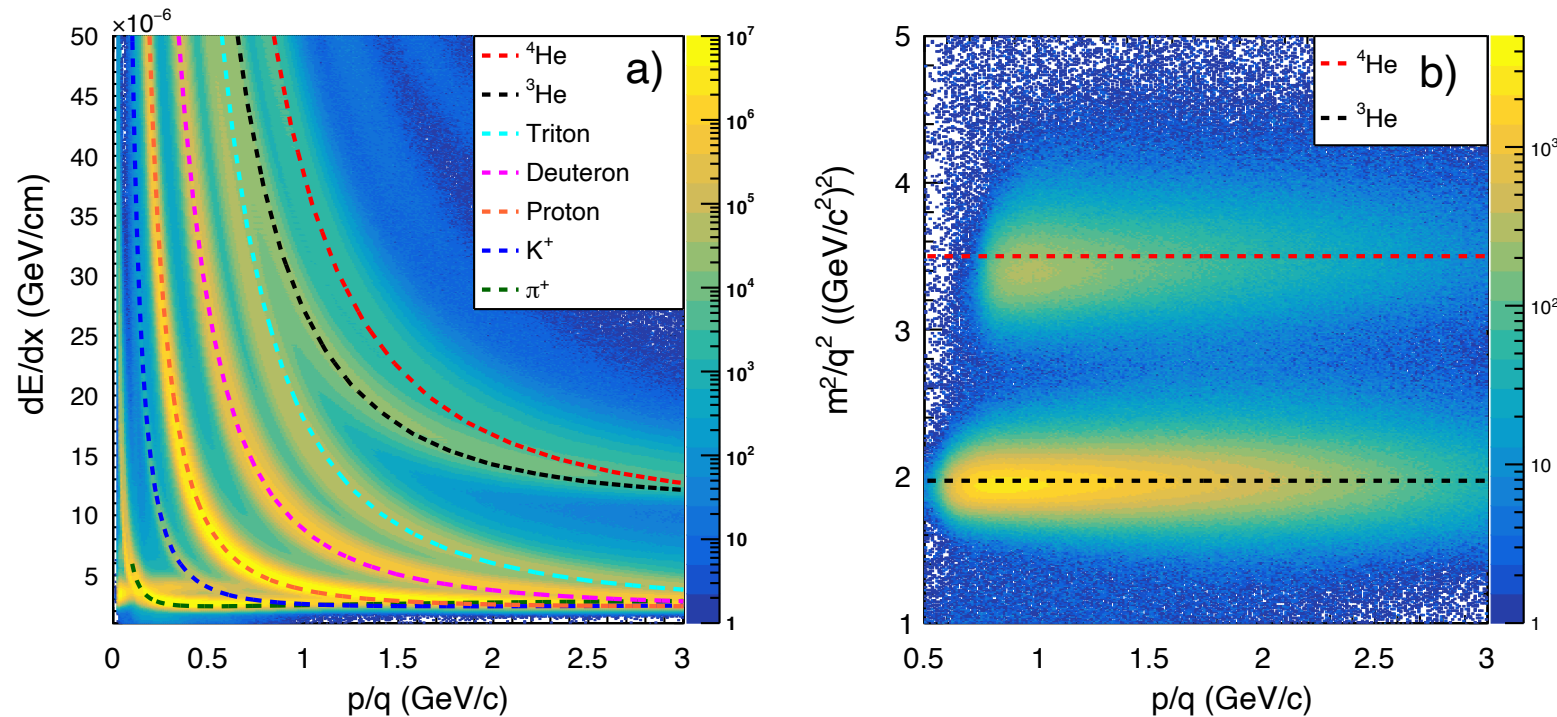 ×10⁻⁶
50
45
40
35
30
25
20
15
10
5
dE/dx (GeV/cm)
0 0.5 1 1.5 2 2.5 3
p/q (GeV/c)
a)
⁴He
³He
Triton
Deuteron
Proton
K⁺
π⁺
10⁷
10⁶
10⁵
10⁴
10³
10²
10
1
5
4
3
2
1
m²/q² ((GeV/c²)²)
0.5 1 1.5 2 2.5 3
p/q (GeV/c)
b)
⁴He
³He
10³
10²
10
1